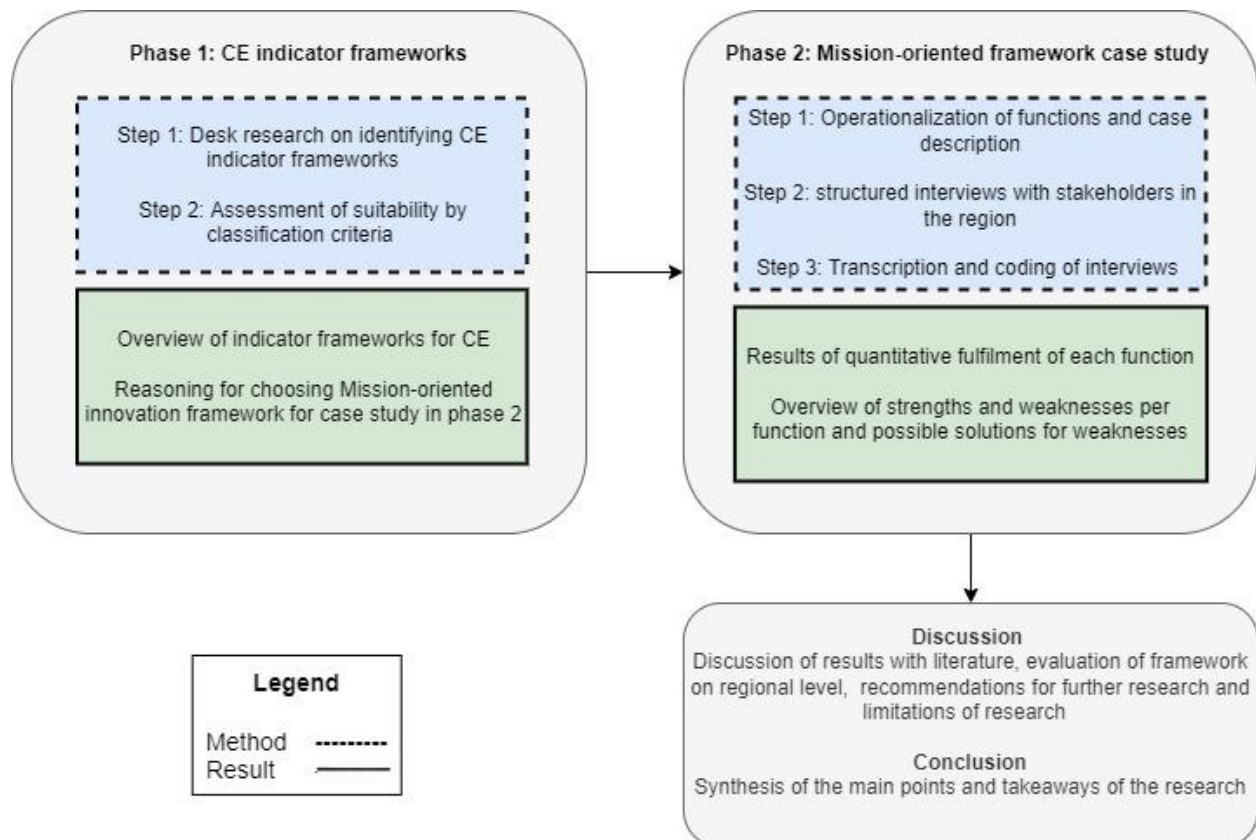 Phase 1: CE indicator frameworks
Step 1: Desk research on identifying CE
indicator frameworks
Step 2: Assessment of suitability by
classification criteria
Overview of indicator frameworks for CE
Reasoning for choosing Mission-oriented
innovation framework for case study in phase 2
Phase 2: Mission-oriented framework case study
Step 1: Operationalization of functions and case
description
Step 2: structured interviews with stakeholders in
the region
Step 3: Transcription and coding of interviews
Results of quantitative fulfilment of each function
Overview of strengths and weaknesses per
function and possible solutions for weaknesses
Discussion
Discussion of results with literature, evaluation of framework
on regional level, recommendations for further research and
limitations of research
Conclusion
Synthesis of the main points and takeaways of the research
Legend
Method
Result